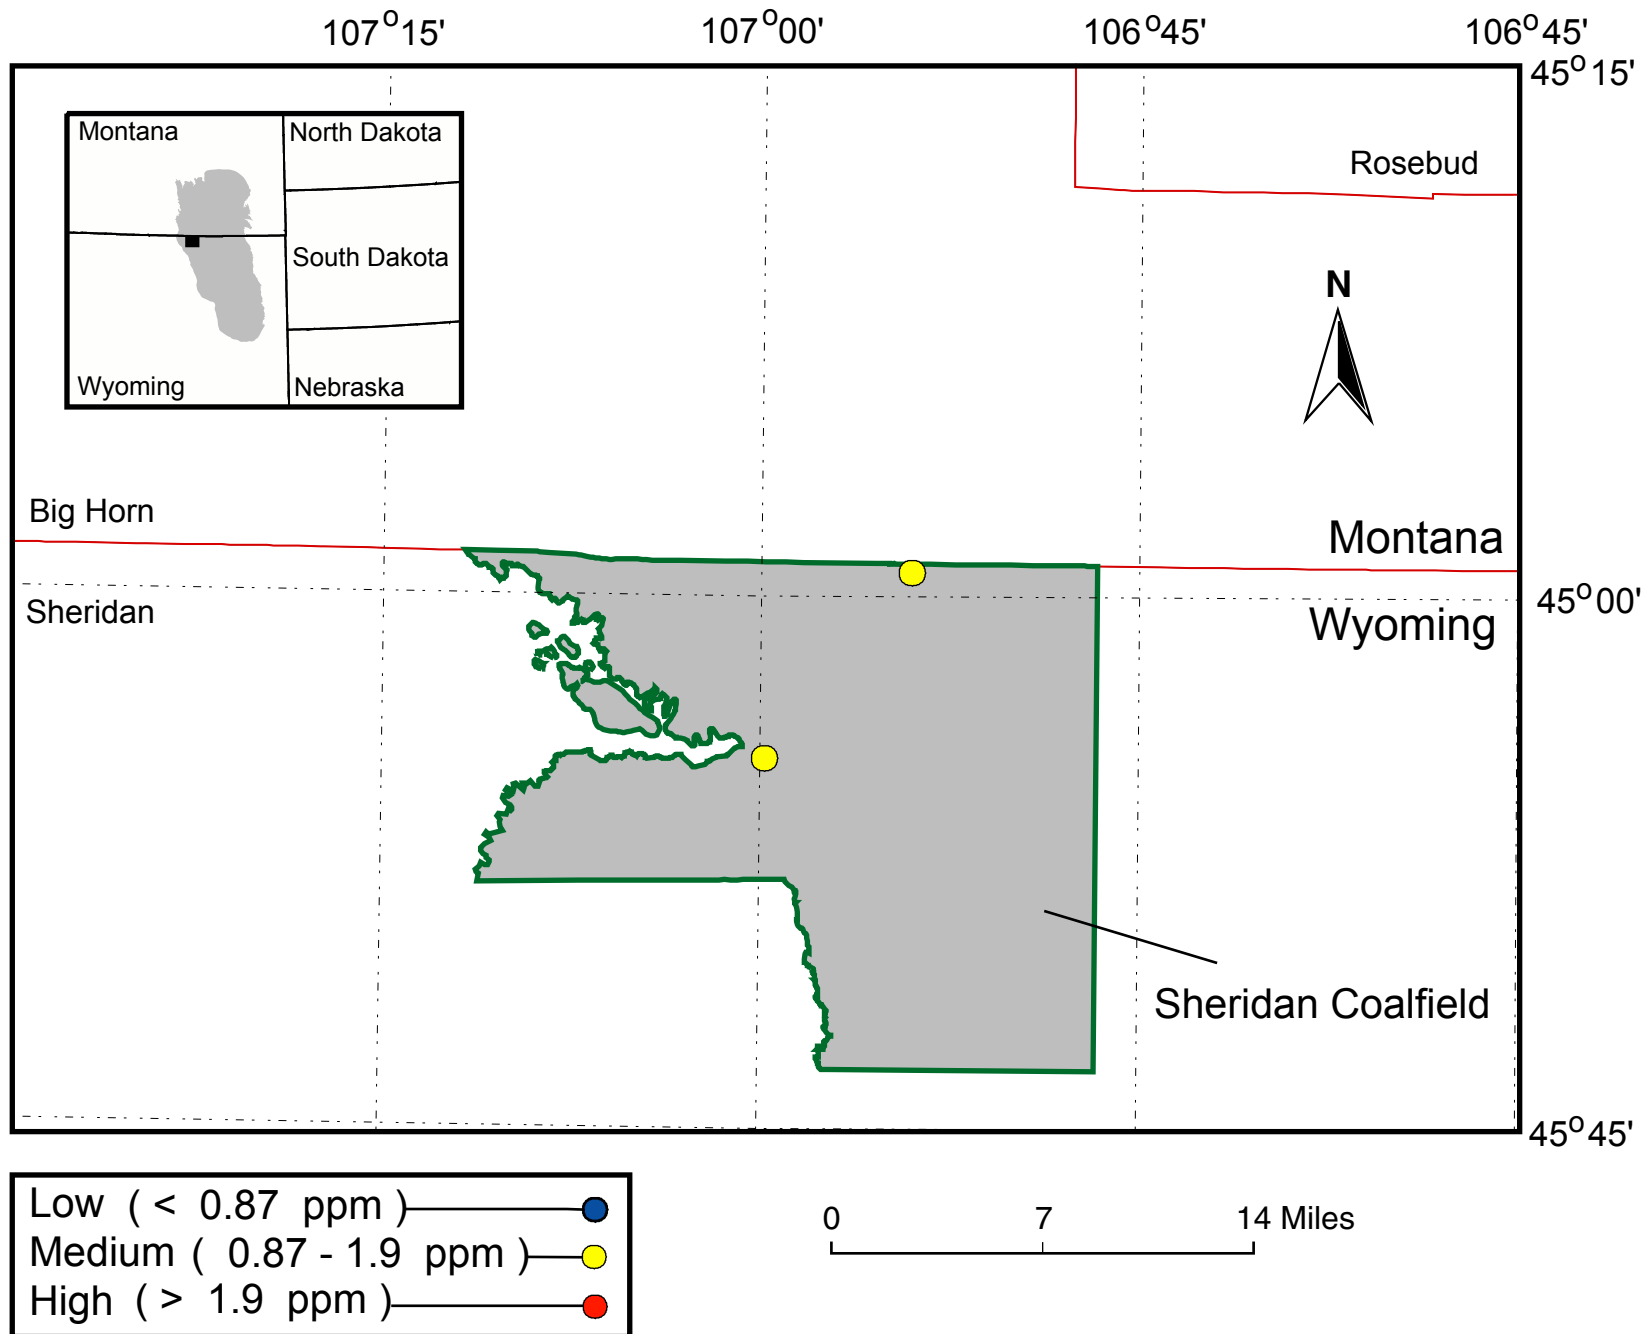 107°15' 107°00' 106°45' 106°45'
45°15'
Montana North Dakota
South Dakota
Wyoming Nebraska
Rosebud
N
Big Horn
Montana
Sheridan
45°00'
Wyoming
Sheridan Coalfield
45°45'
Low ( < 0.87 ppm )
Medium ( 0.87 - 1.9 ppm )
High ( > 1.9 ppm )
0 7 14 Miles